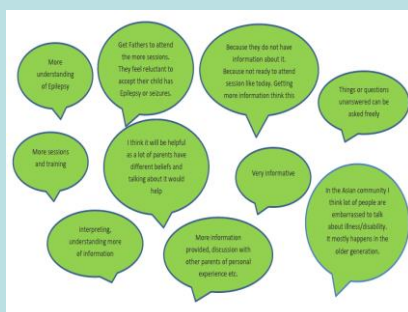 More
understanding
of Epilepsy
Get Fathers to attend
the more sessions.
They feel reluctant to
accept their child has
Epilepsy or seizures.
Because they do not have
information about it.
Because not ready to attend
session like today. Getting
more information think this
Things or questions
unanswered can be
asked freely
More sessions
and training
I think it will be helpful
as a lot of parents have
different beliefs and
talking about it would
help
Very informative
In the Asian community I
think lot of people are
embarrassed to talk
about illness/disability.
It mostly happens in the
older generation.
Interpreting,
understanding more
of information
More information
provided, discussion with
other parents of personal
experience etc.